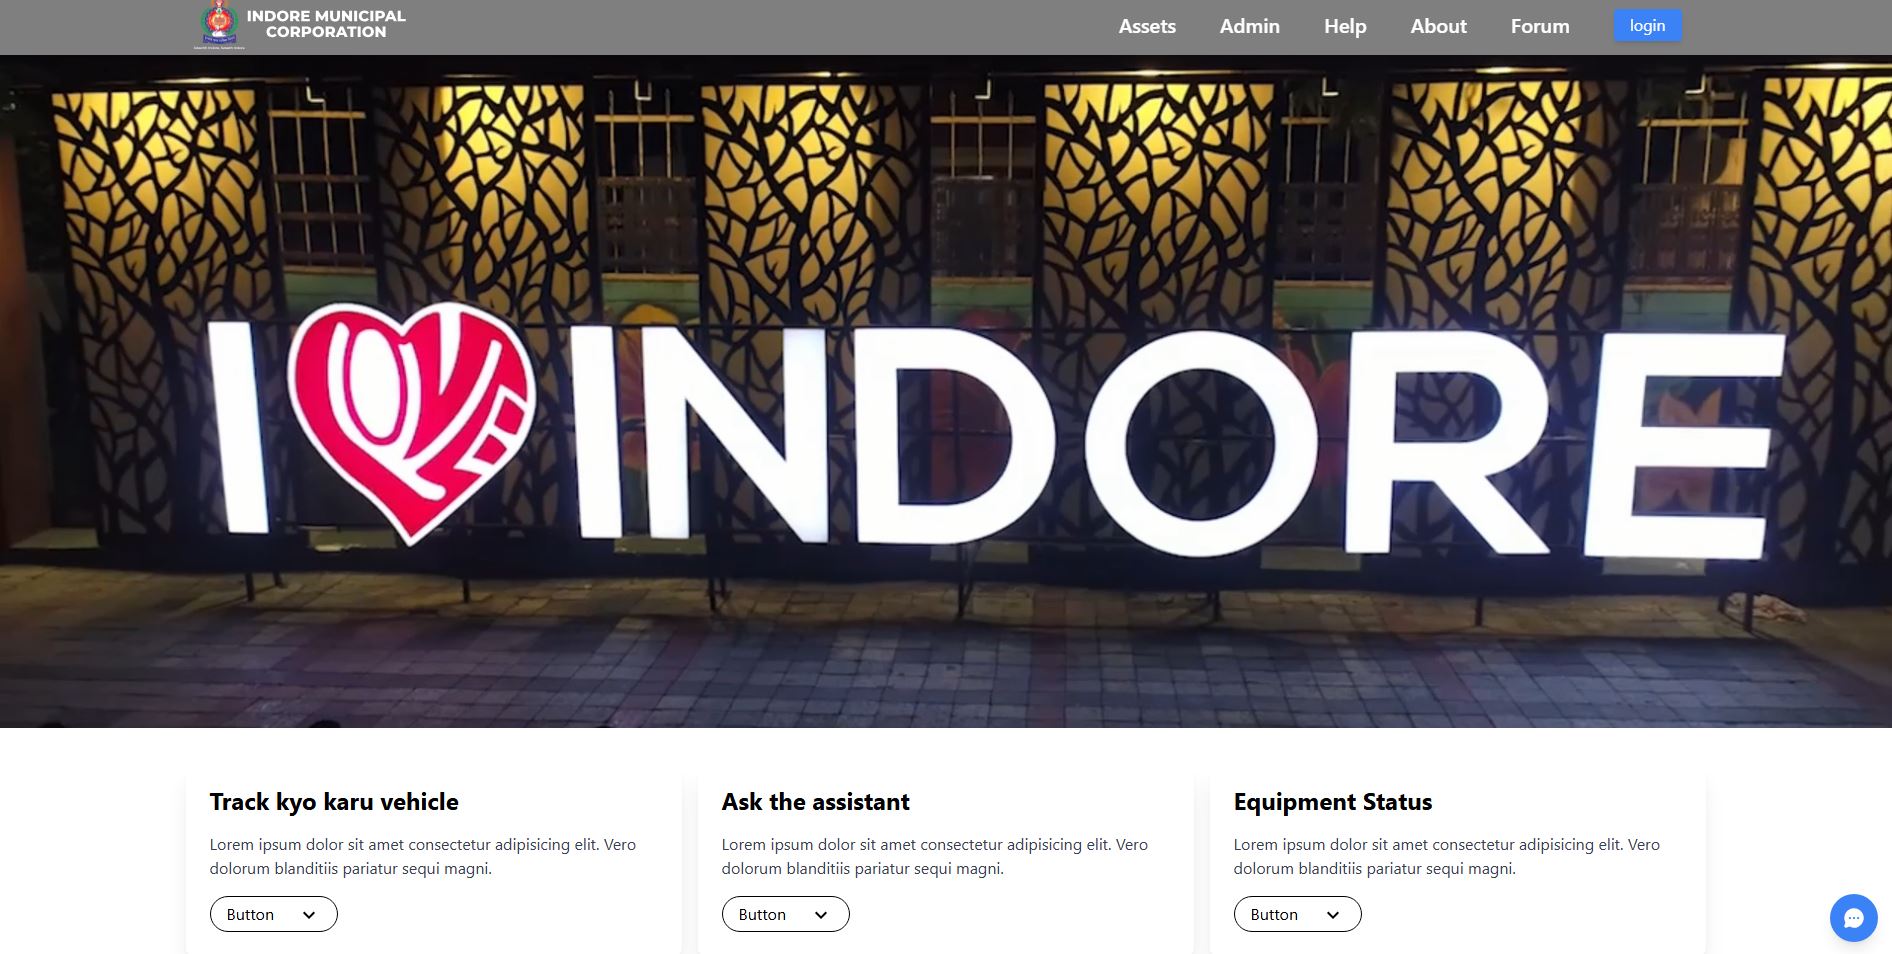 INDORE MUNICIPAL
CORPORATION
Assets Admin Help About Forum login
I LOVE INDORE
Track kyo karu vehicle
Lorem ipsum dolor sit amet consectetur adipisicing elit. Vero
dolorum blanditiis pariatur sequi magni.
Button
Ask the assistant
Lorem ipsum dolor sit amet consectetur adipisicing elit. Vero
dolorum blanditiis pariatur sequi magni.
Button
Equipment Status
Lorem ipsum dolor sit amet consectetur adipisicing elit. Vero
dolorum blanditiis pariatur sequi magni.
Button